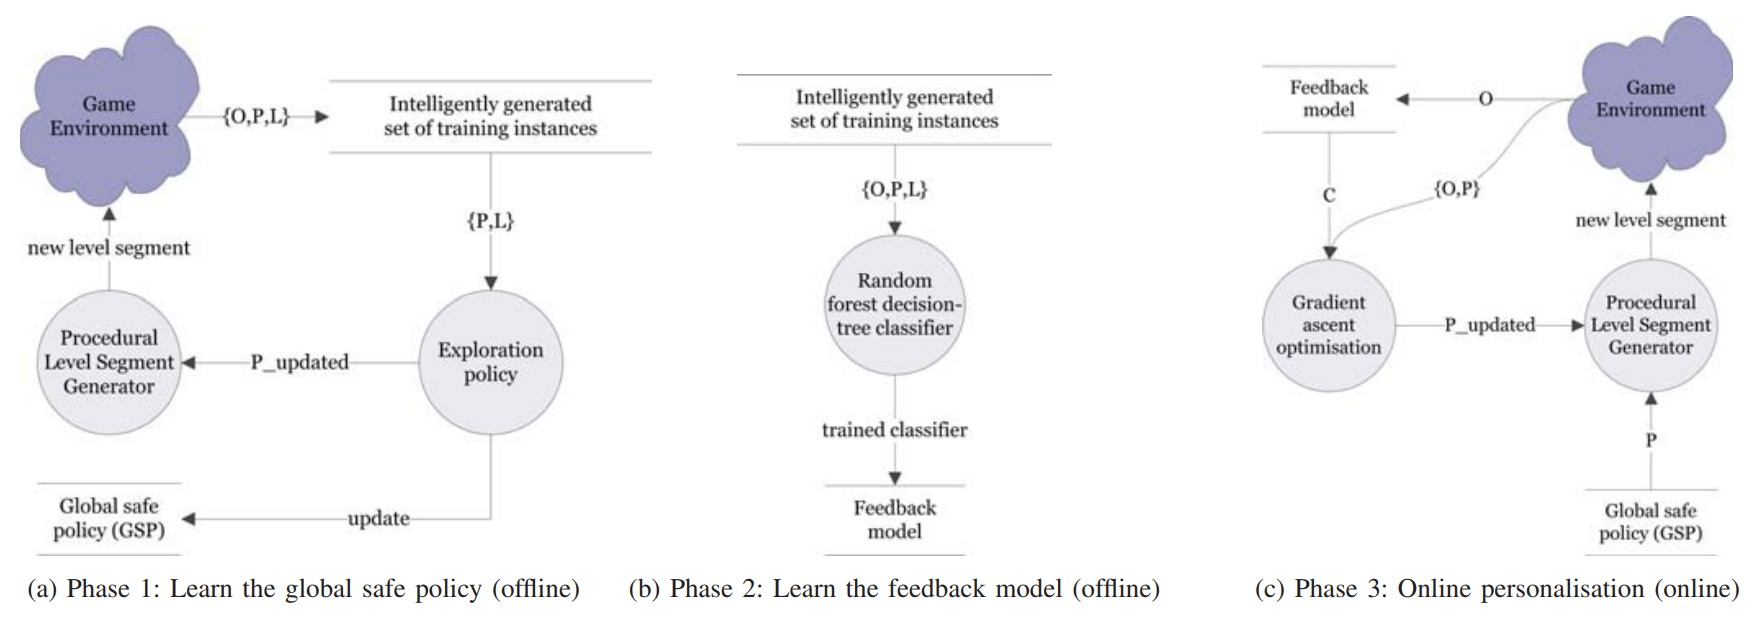 Game
Environment
{O,P,L}
Intelligently generated
set of training instances
{P,L}
new level segment
Procedural
Level Segment
Generator
P_updated
Exploration
policy
Global safe
policy (GSP)
update
(a) Phase 1: Learn the global safe policy (offline)
Intelligently generated
set of training instances
{O,P,L}
Random
forest decision-
tree classifier
trained classifier
Feedback
model
(b) Phase 2: Learn the feedback model (offline)
Feedback
model
O
Game
Environment
C
{O,P}
new level segment
Gradient
ascent
optimisation
P_updated
Procedural
Level Segment
Generator
P
Global safe
policy (GSP)
(c) Phase 3: Online personalisation (online)